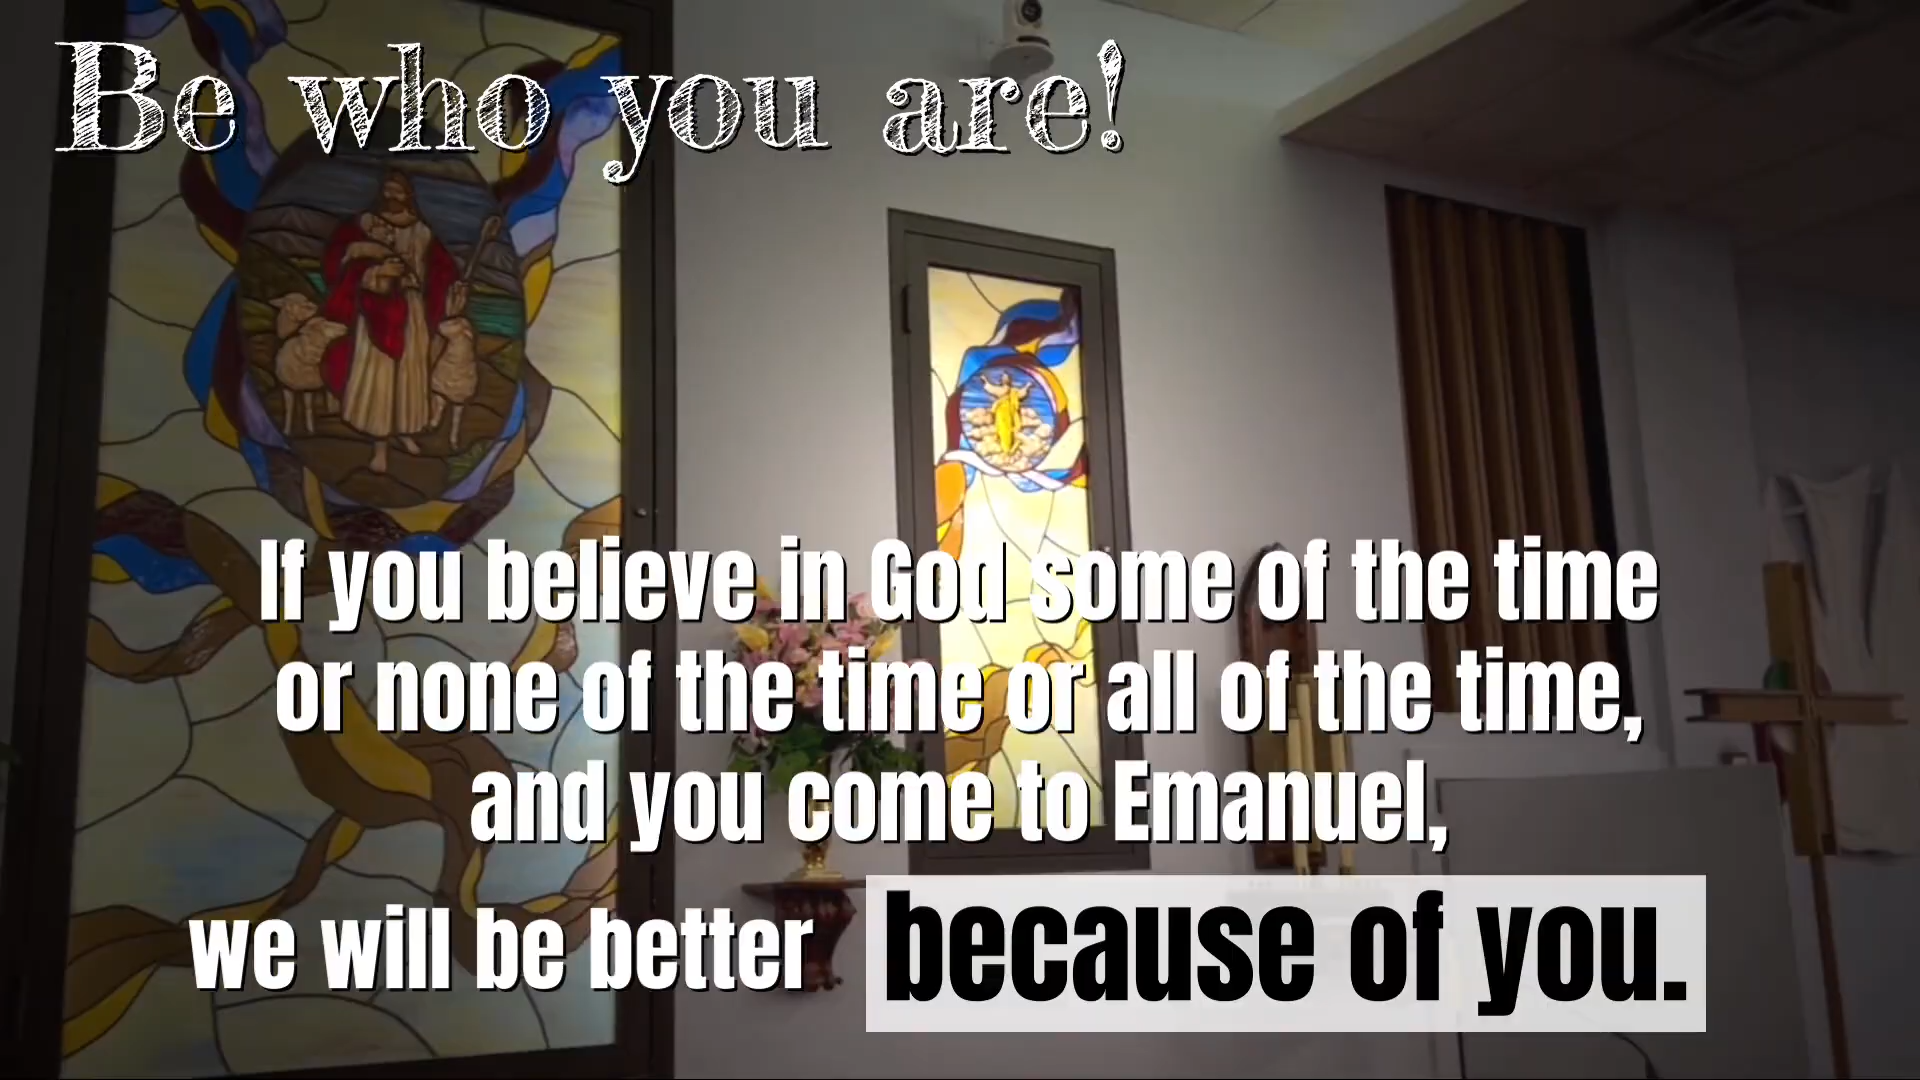 Be who you are!
If you believe in God some of the time
or none of the time or all of the time,
and you come to Emanuel,
we will be better because of you.